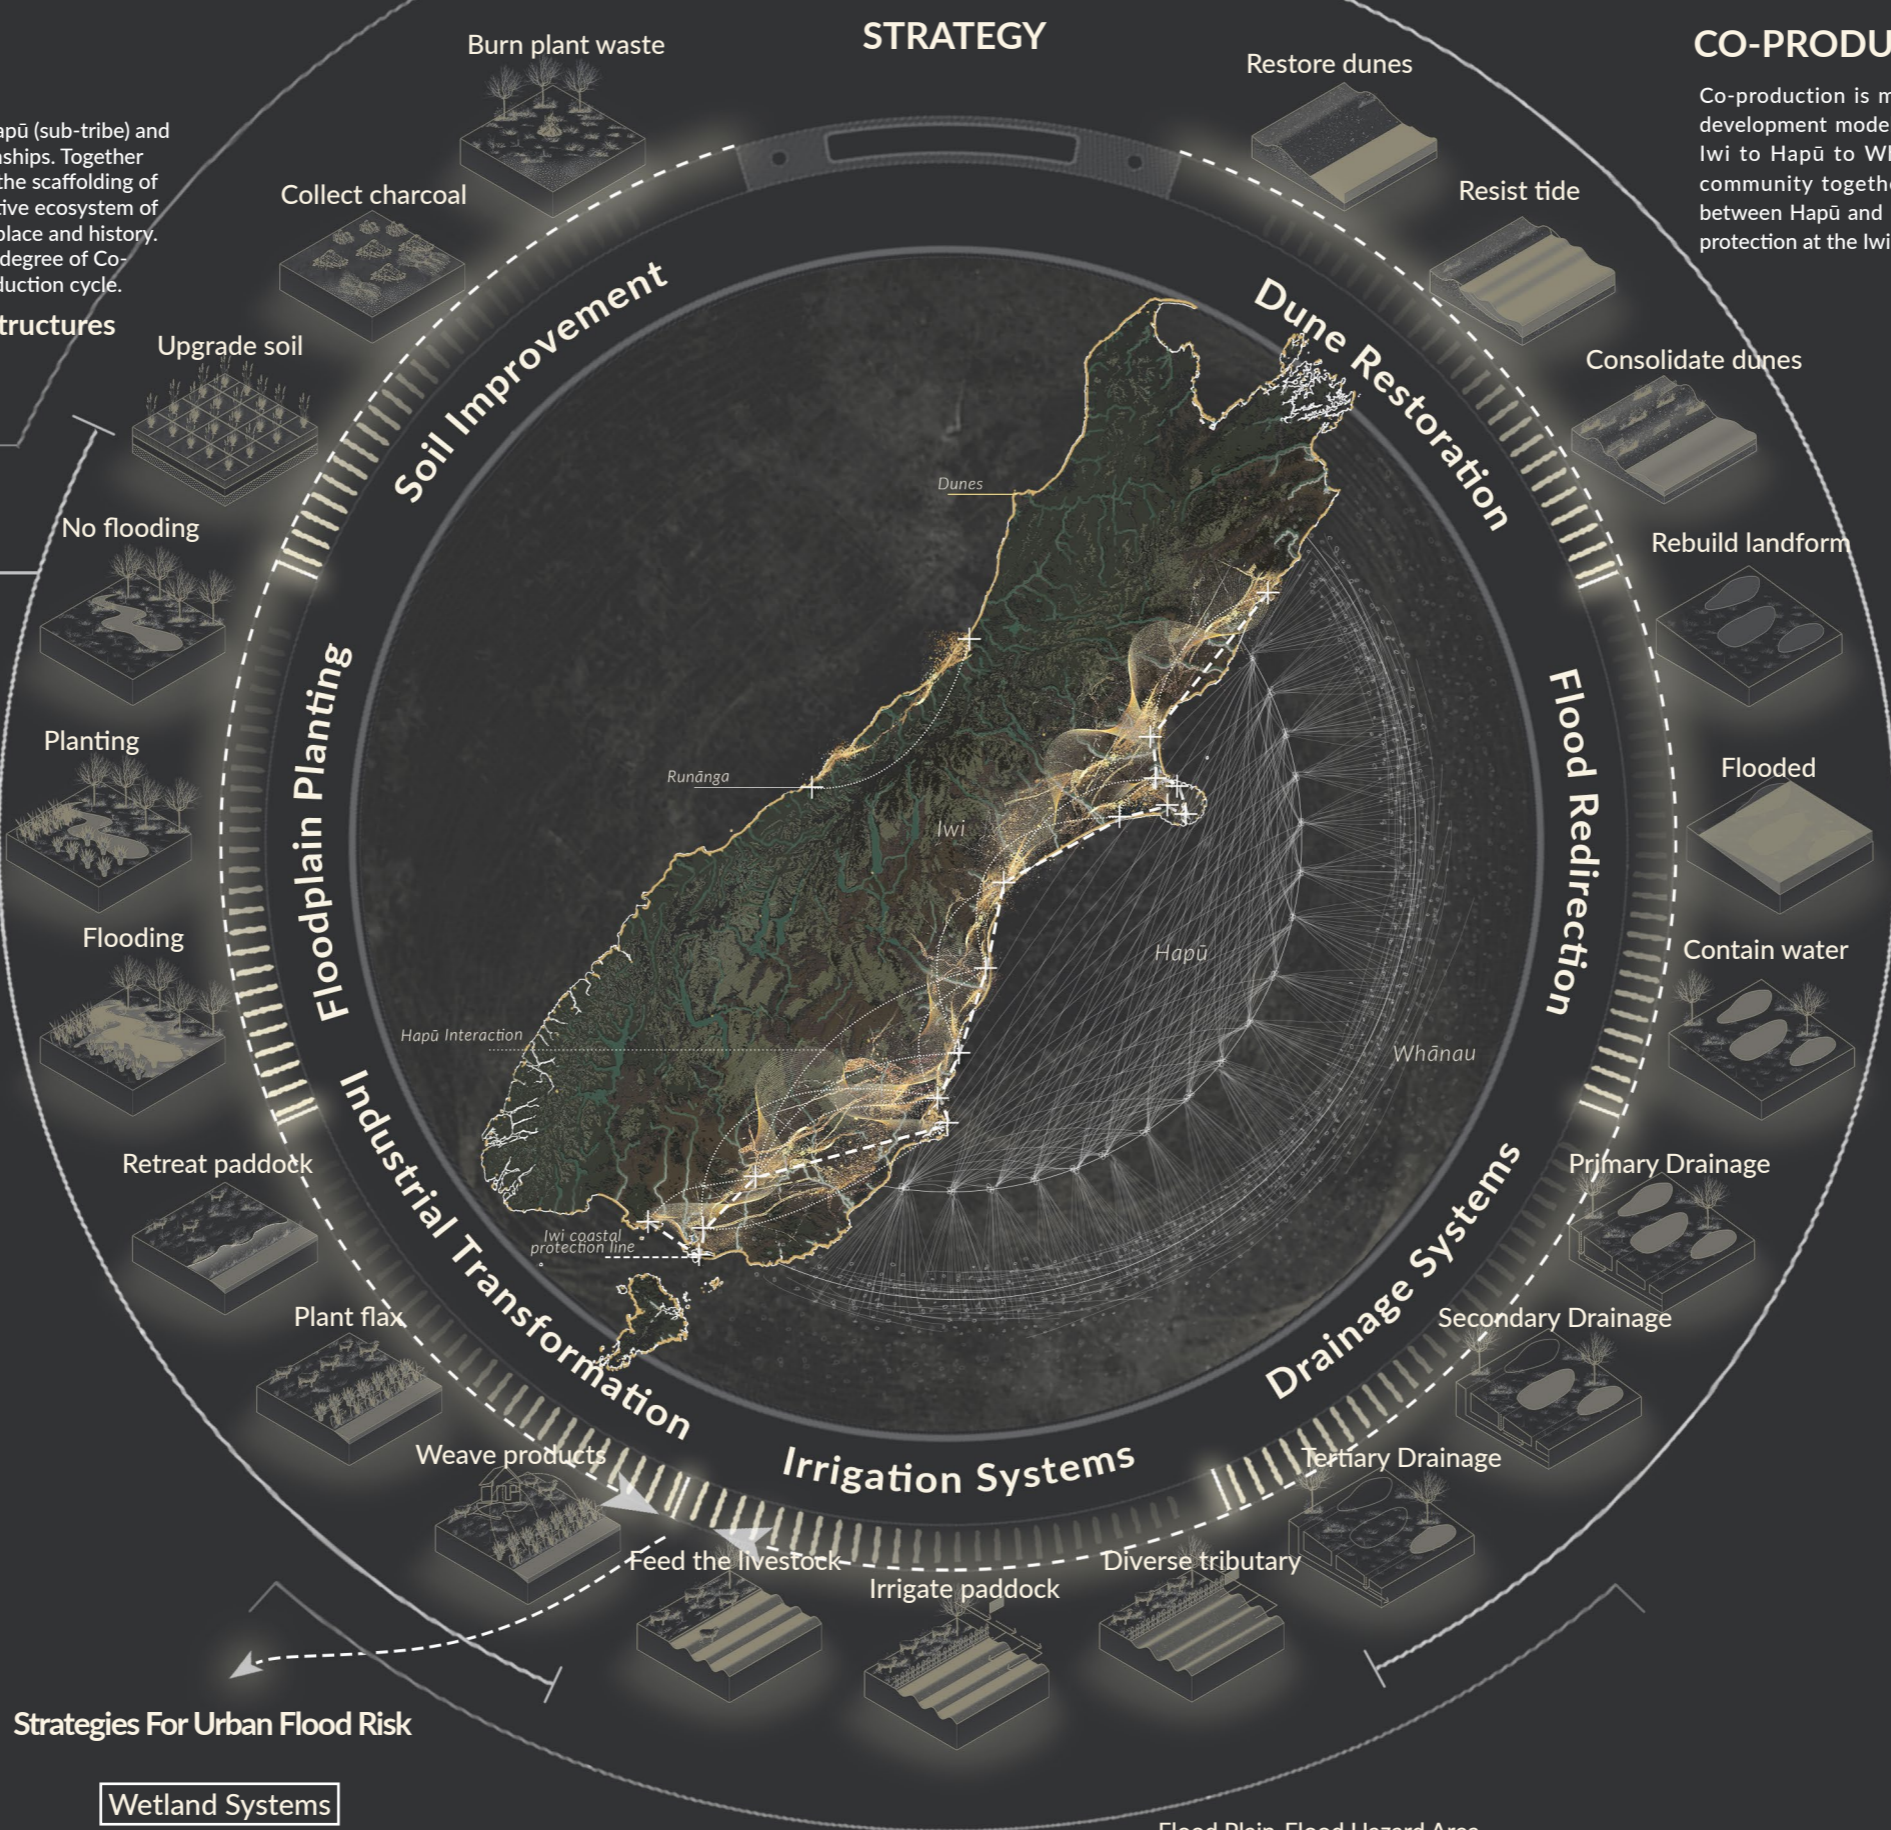 STRATEGY
apū (sub-tribe) and
nships. Together
the scaffolding of
tive ecosystem of
place and history.
degree of Co-
duction cycle.
tructures
CO-PRODU
Co-production is m
development mode
Iwi to Hapū to Wh
community togethe
between Hapū and
protection at the Iwi
Burn plant waste
Collect charcoal
Upgrade soil
No flooding
Planting
Flooding
Retreat paddock
Plant flax
Weave products
Feed the livestock
Irrigate paddock
Diverse tributary
Tertiary Drainage
Secondary Drainage
Primary Drainage
Contain water
Flooded
Rebuild landform
Consolidate dunes
Resist tide
Restore dunes
Soil Improvement
Dune Restoration
Flood Redirection
Drainage Systems
Irrigation Systems
Industrial Transformation
Floodplain Planting
Dunes
Runānga
Iwi
Hapū
Whānau
Hapū Interaction
Iwi coastal
protection line
Strategies For Urban Flood Risk
Wetland Systems
Flood Plain-Flood Hazard Area